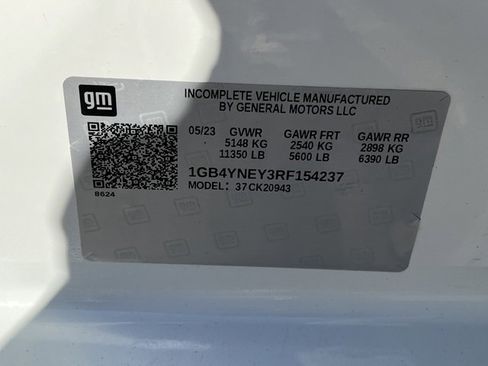 gm
INCOMPLETE VEHICLE MANUFACTURED
BY GENERAL MOTORS LLC
05/23 GVWR GAWR FRT GAWR RR
5148 KG 2540 KG 2898 KG
11350 LB 5600 LB 6390 LB
1GB4YNEY3RF154237
MODEL: 37CK20943
8624